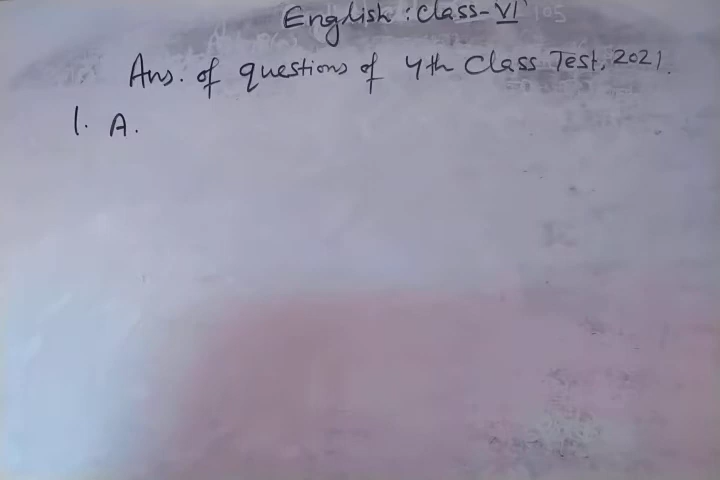 English : Class - VI
Ans. of questions of 4th Class Test, 2021.
1. A.